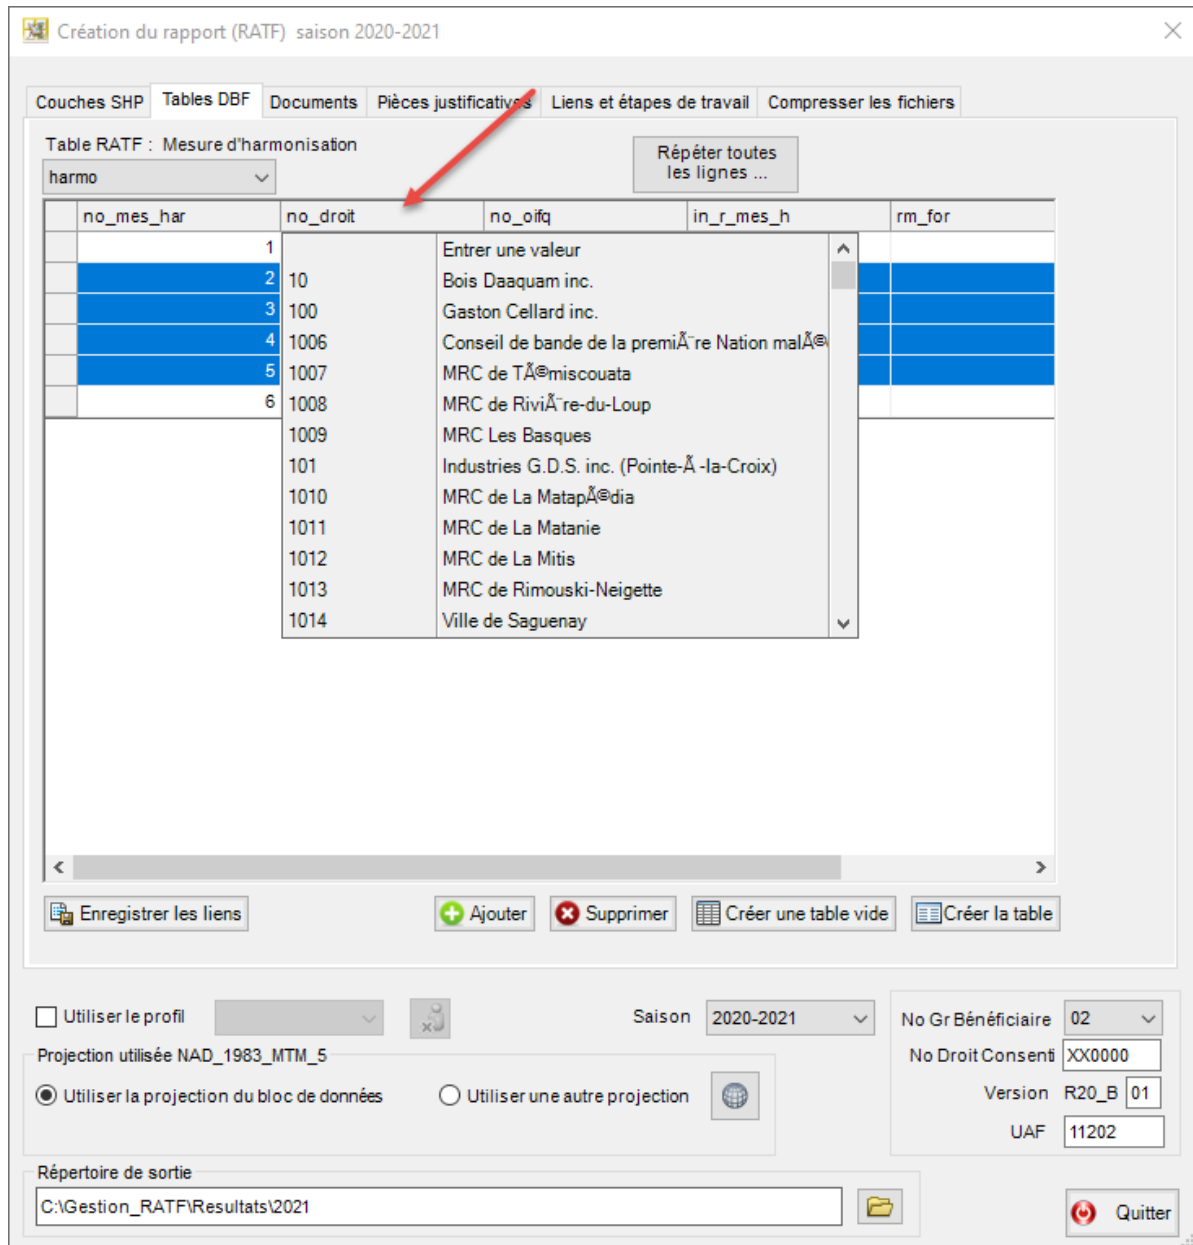 Création du rapport (RATF) saison 2020-2021
Couches SHP Tables DBF Documents Pièces justificatives Liens et étapes de travail Compresser les fichiers
Table RATF : Mesure d'harmonisation
harmo
Répéter toutes
les lignes ...
no_mes_har no_droit no_oifq in_r_mes_h rm_for
1 Entrer une valeur
2 10 Bois Daaquam inc.
3 100 Gaston Cellard inc.
4 1006 Conseil de bande de la premiÃ¨re Nation malÃ©
5 1007 MRC de TÃ©miscouata
6 1008 MRC de RiviÃ¨re-du-Loup
1009 MRC Les Basques
101 Industries G.D.S. inc. (Pointe-Ã -la-Croix)
1010 MRC de La MatapÃ©dia
1011 MRC de La Matanie
1012 MRC de La Mitis
1013 MRC de Rimouski-Neigette
1014 Ville de Saguenay
Enregistrer les liens Ajouter Supprimer Créer une table vide Créer la table
Utiliser le profil Saison 2020-2021
No Gr Bénéficiaire 02
Projection utilisée NAD_1983_MTM_5
No Droit Consenti XX0000
Utiliser la projection du bloc de données Utiliser une autre projection
Version R20_B 01
UAF 11202
Répertoire de sortie
C:\Gestion_RATF\Resultats\2021
Quitter